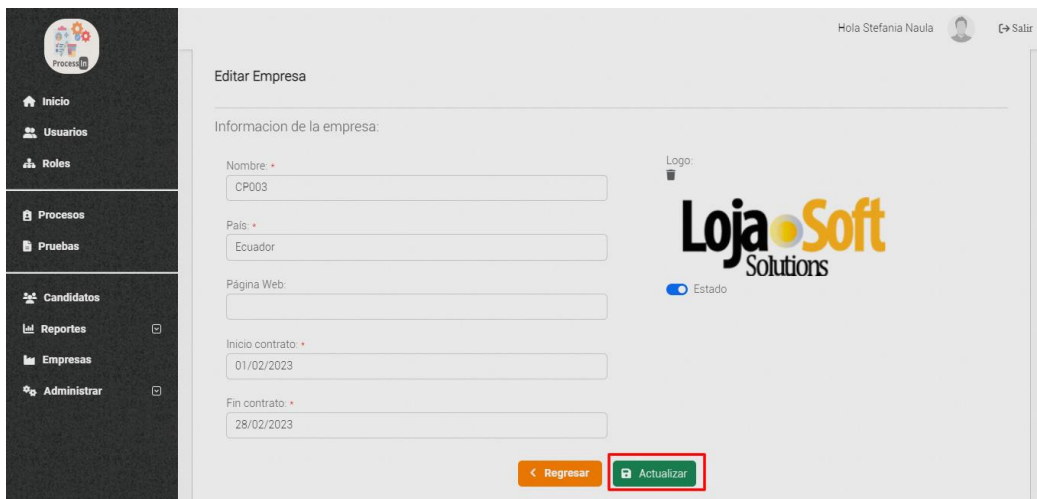 Hola Stefania Naula
Salir
ProcessIn
Inicio
Usuarios
Roles
Procesos
Pruebas
Candidatos
Reportes
Empresas
Administrar
Editar Empresa
Informacion de la empresa:
Nombre: *
CP003
País: *
Ecuador
Página Web:
Inicio contrato: *
01/02/2023
Fin contrato: *
28/02/2023
Logo:
Loja Soft
Solutions
Estado
< Regresar
Actualizar